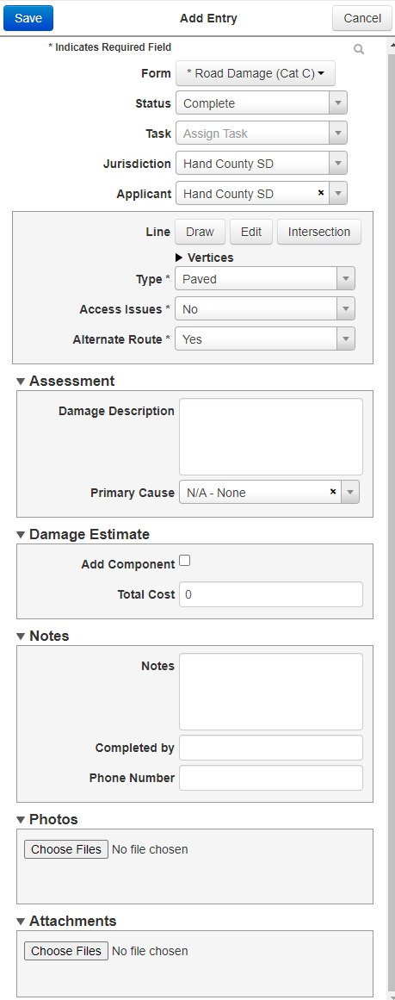 Save Add Entry Cancel
* Indicates Required Field
Form * Road Damage (Cat C)
Status Complete
Task Assign Task
Jurisdiction Hand County SD
Applicant Hand County SD ×
Line Draw Edit Intersection
Vertices
Type * Paved
Access Issues * No
Alternate Route * Yes
Assessment
Damage Description
Primary Cause N/A - None ×
Damage Estimate
Add Component
Total Cost 0
Notes
Notes
Completed by
Phone Number
Photos
Choose Files No file chosen
Attachments
Choose Files No file chosen